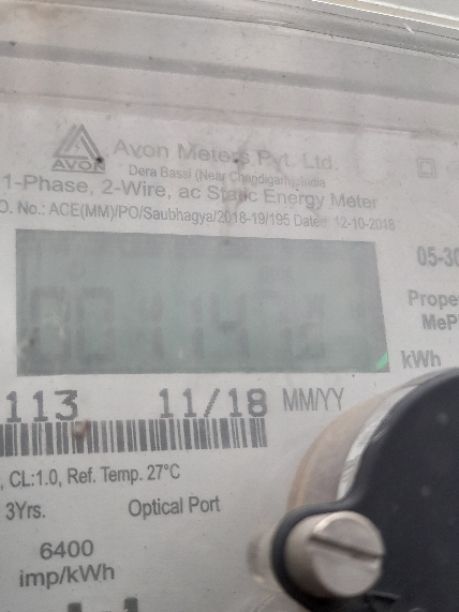 AVON
Avon Meters Pvt. Ltd.
Dera Bassi (Near Chandigarh), India
1-Phase, 2-Wire, ac Static Energy Meter
O. No.: ACE(MM)/PO/Saubhagya/2018-19/195 Date: 12-10-2018
05-30
Prope
MeP
kWh
113 11/18 MM/YY
, CL:1.0, Ref. Temp. 27°C
3Yrs. Optical Port
6400
imp/kWh